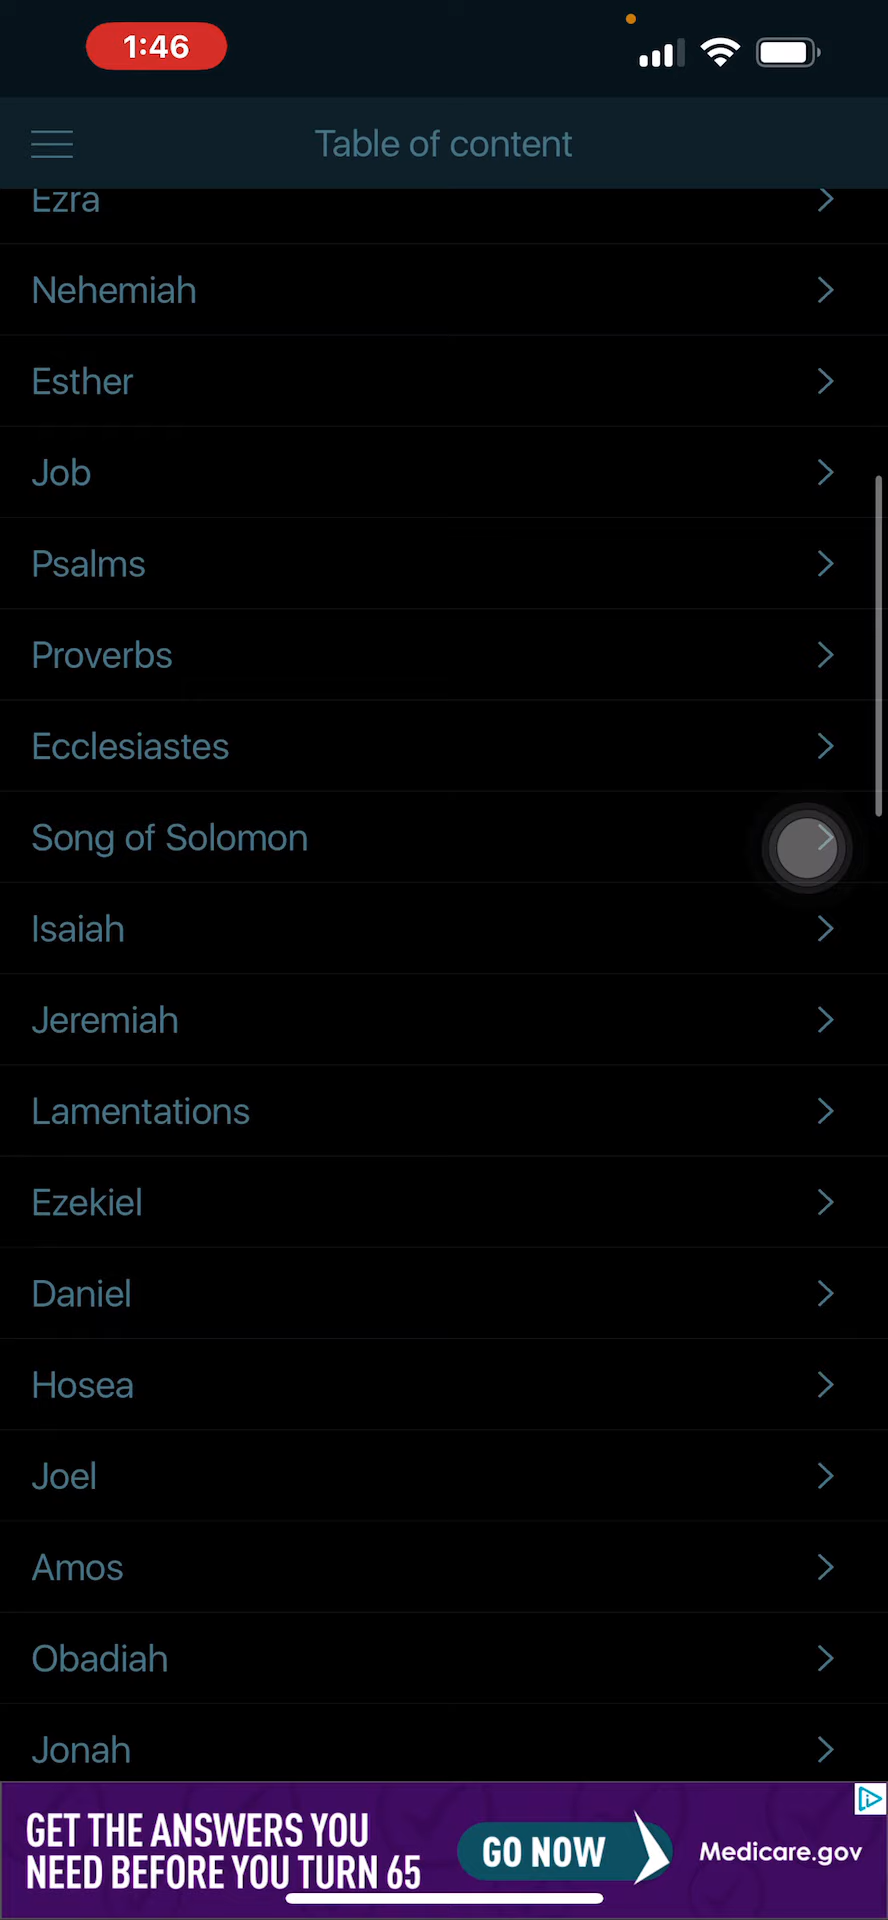 1:46
Table of content
Ezra
Nehemiah
Esther
Job
Psalms
Proverbs
Ecclesiastes
Song of Solomon
Isaiah
Jeremiah
Lamentations
Ezekiel
Daniel
Hosea
Joel
Amos
Obadiah
Jonah
GET THE ANSWERS YOU
NEED BEFORE YOU TURN 65
GO NOW
Medicare.gov